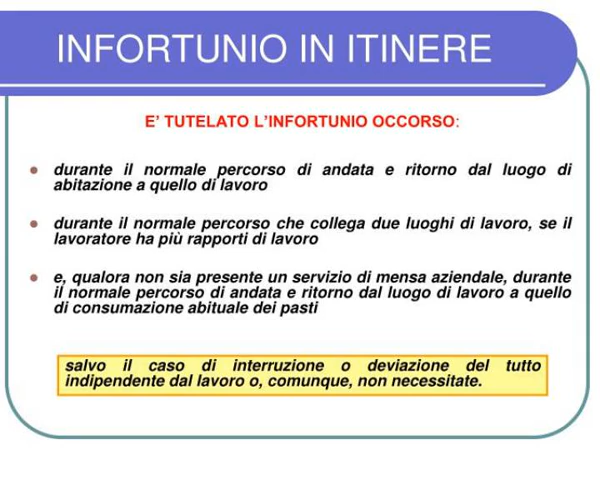 INFORTUNIO IN ITINERE
E' TUTELATO L'INFORTUNIO OCCORSO:
durante il normale percorso di andata e ritorno dal luogo di
abitazione a quello di lavoro
durante il normale percorso che collega due luoghi di lavoro, se il
lavoratore ha più rapporti di lavoro
e, qualora non sia presente un servizio di mensa aziendale, durante
il normale percorso di andata e ritorno dal luogo di lavoro a quello
di consumazione abituale dei pasti
salvo il caso di interruzione o deviazione del tutto
indipendente dal lavoro o, comunque, non necessitate.